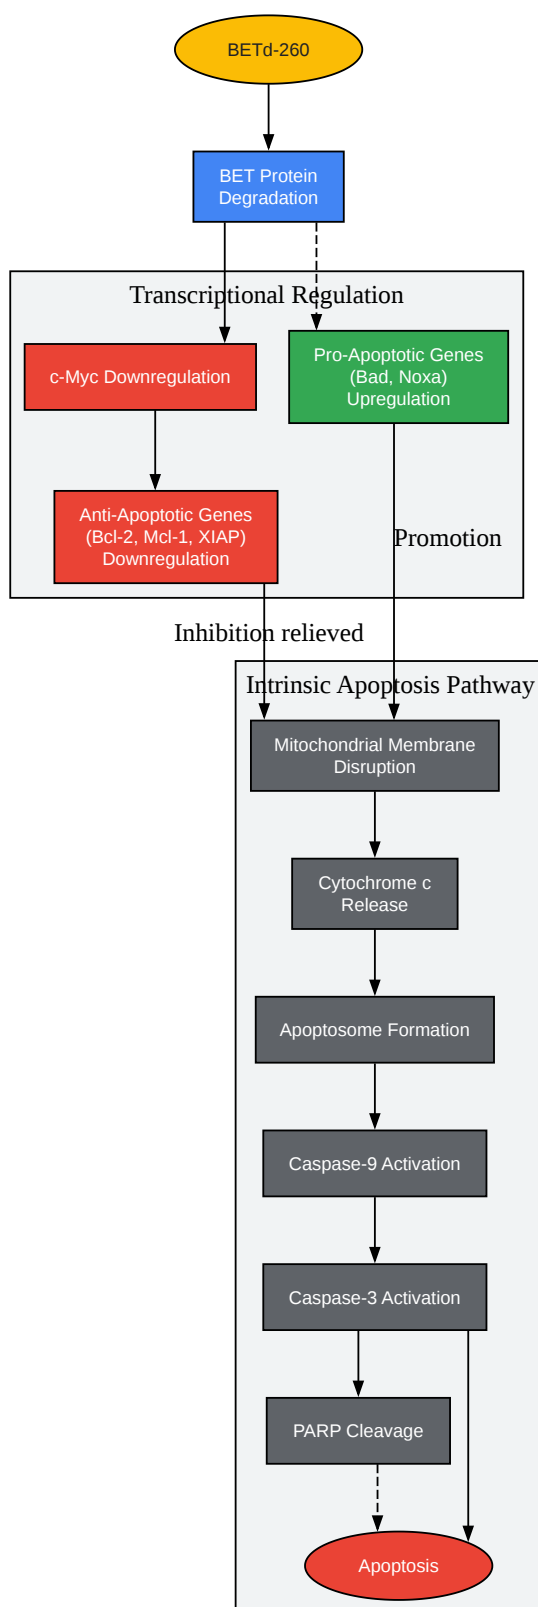 BETd-260
BET Protein
Degradation
Transcriptional Regulation
c-Myc Downregulation
Pro-Apoptotic Genes
(Bad, Noxa)
Upregulation
Anti-Apoptotic Genes
(Bcl-2, Mcl-1, XIAP)
Downregulation
Promotion
Inhibition relieved
Intrinsic Apoptosis Pathway
Mitochondrial Membrane
Disruption
Cytochrome c
Release
Apoptosome Formation
Caspase-9 Activation
Caspase-3 Activation
PARP Cleavage
Apoptosis